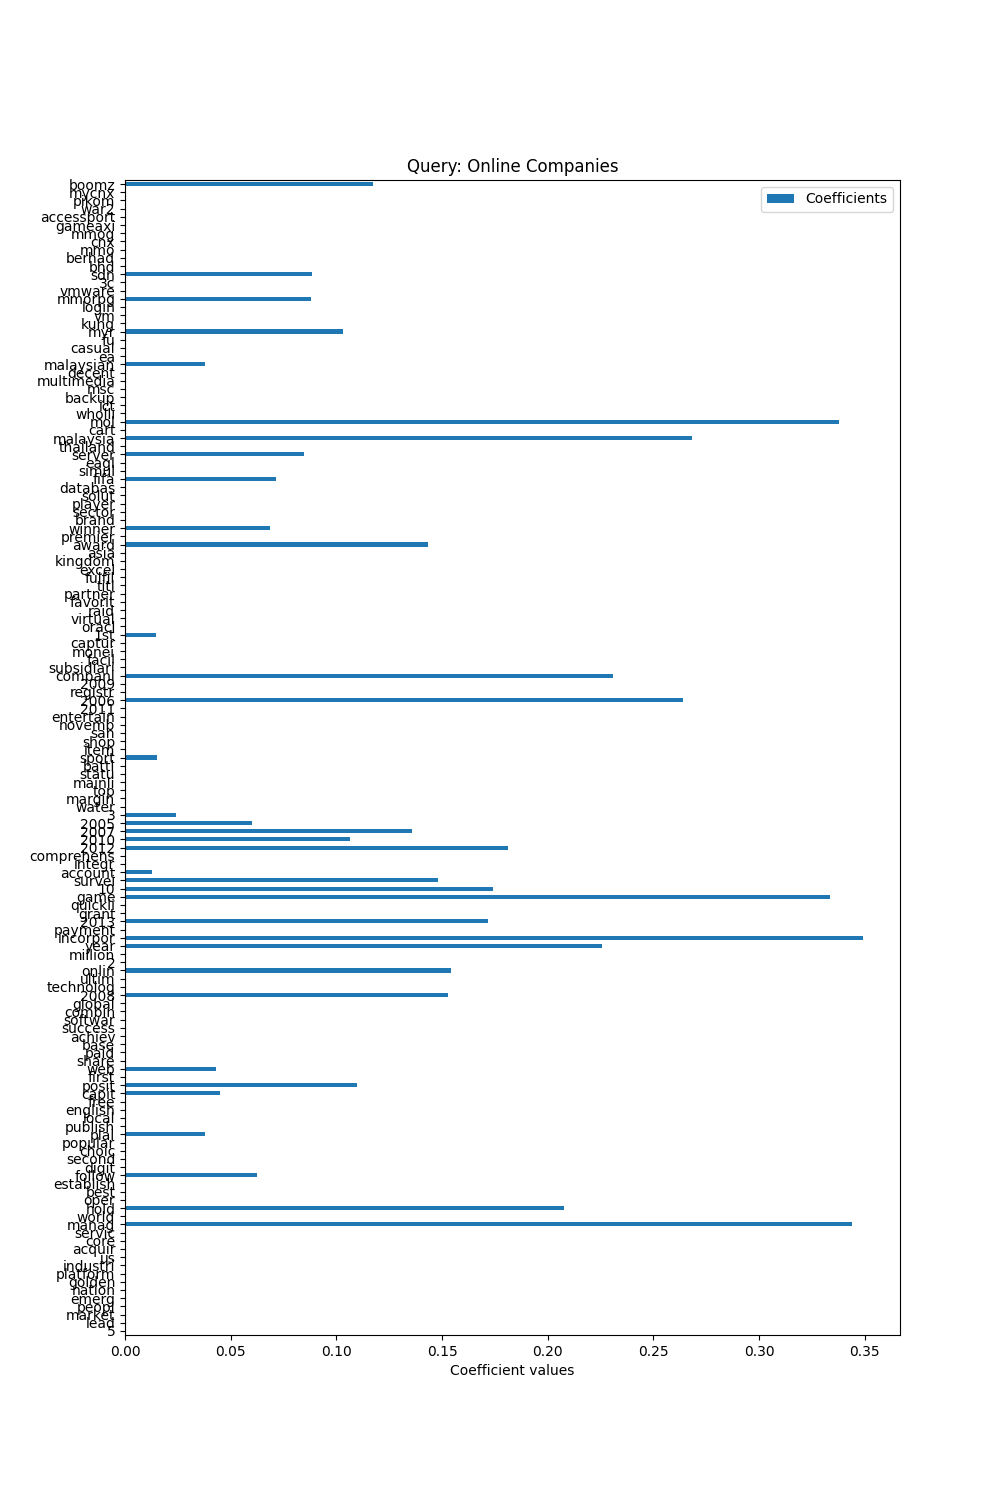 Query: Online Companies
Coefficients
boomz
mycnx
prkom
war2
accessport
gameaxi
mmog
cnx
mmo
berhad
bhd
sdn
3c
vmware
mmorpg
login
vm
kung
myr
fu
casual
ea
malaysian
decent
multimedia
msc
backup
ict
wholli
mol
cart
malaysia
thailand
server
eagl
simul
fifa
databas
solut
player
sector
brand
winner
premier
award
asia
kingdom
excel
fulfil
titl
partner
favorit
raid
virtual
oracl
1st
captur
monei
facil
subsidiari
compani
2009
registr
2006
2011
entertain
novemb
san
shop
item
sport
battl
statu
mainli
top
margin
water
3
2005
2007
2010
2012
comprehens
integr
account
survei
10
game
quickli
grant
2013
payment
incorpor
year
million
2
onlin
ultim
technolog
2008
global
combin
softwar
success
achiev
base
paid
share
web
first
posit
capit
free
english
local
publish
plai
popular
choic
second
digit
follow
establish
best
oper
hold
world
manag
servic
core
acquir
us
industri
platform
golden
nation
emerg
peopl
market
lead
5
0.00 0.05 0.10 0.15 0.20 0.25 0.30 0.35
Coefficient values